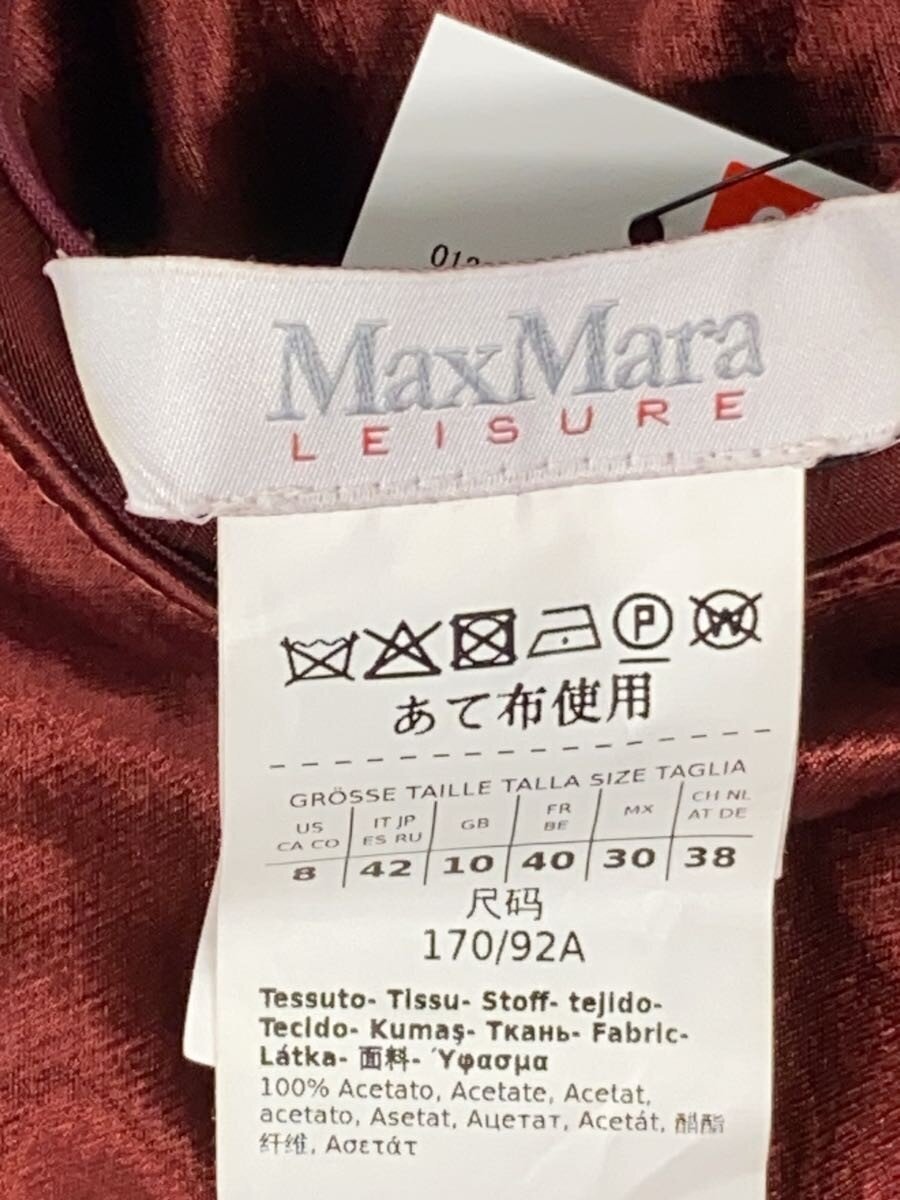 MaxMara
LEISURE
P
W
あて布使用
GRÖSSE TAILLE TALLA SIZE TAGLIA
US CA CO IT JP ES RU GB FR BE MX CH NL AT DE
8 42 10 40 30 38
尺码
170/92A
Tessuto- Tissu- Stoff- tejido-
Tecido- Kumaş- Ткань- Fabric-
Látka- 面料- Ύφασμα
100% Acetato, Acetate, Acetat,
acetato, Asetat, Ацетат, Acetát, 醋酯
纤维, Ασετάτ